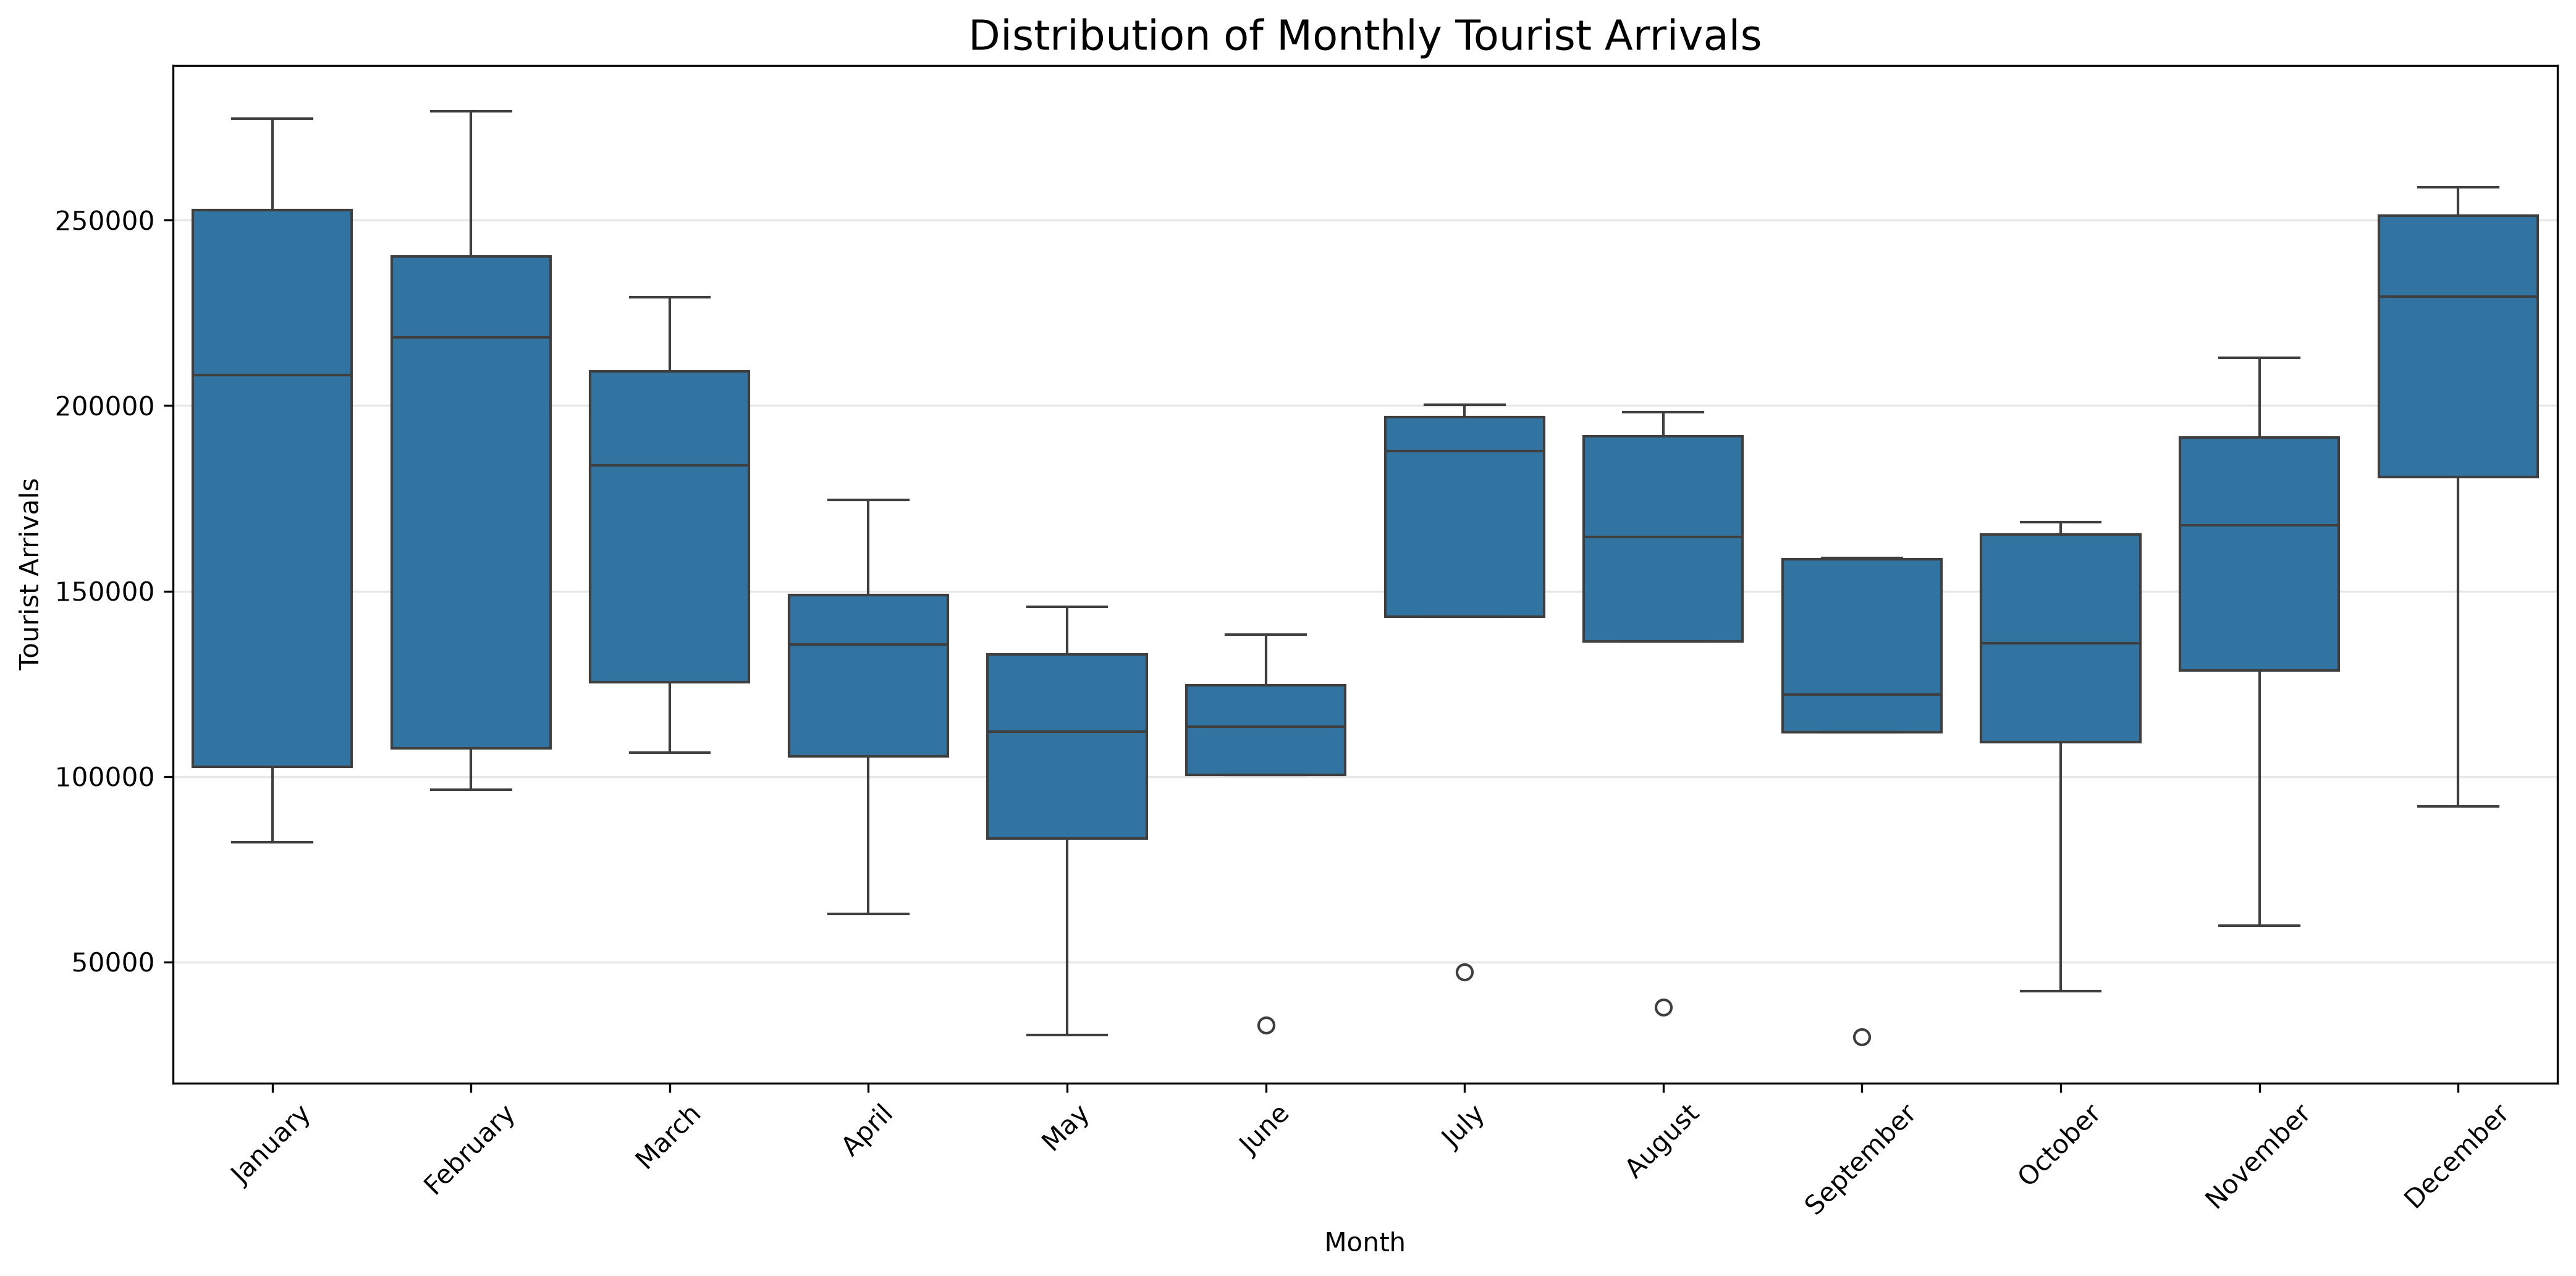 Distribution of Monthly Tourist Arrivals
Tourist Arrivals
250000
200000
150000
100000
50000
January
February
March
April
May
June
July
August
September
October
November
December
Month